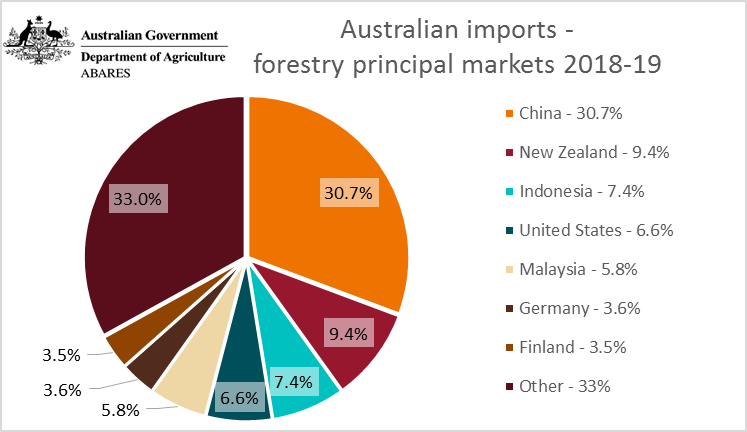 Australian Government
Department of Agriculture
ABARES
Australian imports -
forestry principal markets 2018-19
30.7%
9.4%
7.4%
6.6%
5.8%
3.6%
3.5%
33.0%
China - 30.7%
New Zealand - 9.4%
Indonesia - 7.4%
United States - 6.6%
Malaysia - 5.8%
Germany - 3.6%
Finland - 3.5%
Other - 33%